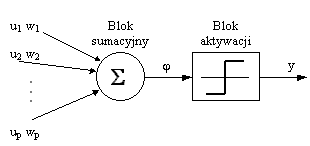 Blok sumacyjny
Blok aktywacji
u1 w1
u2 w2
up wp
Σ
φ
y